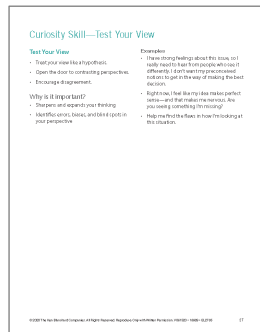 Curiosity Skill—Test Your View
Test Your View
• Treat your view like a hypothesis.
• Open the door to contrasting perspectives.
• Encourage disagreement.
Why is it important?
• Sharpens and expands your thinking
• Identifies errors, biases, and blind spots in
your perspective
Examples
• I have strong feelings about this issue, so I
really need to hear from people who see it
differently. I don't want my preconceived
notions to get in the way of making the best
decision.
• Right now, I feel like my idea makes perfect
sense—and that makes me nervous. Are
you seeing something I'm missing?
• Help me find the flaws in how I'm looking at
this situation.
The Ken Blanchard Companies. All Rights Reserved. Reproduce Only with Written Permission
37